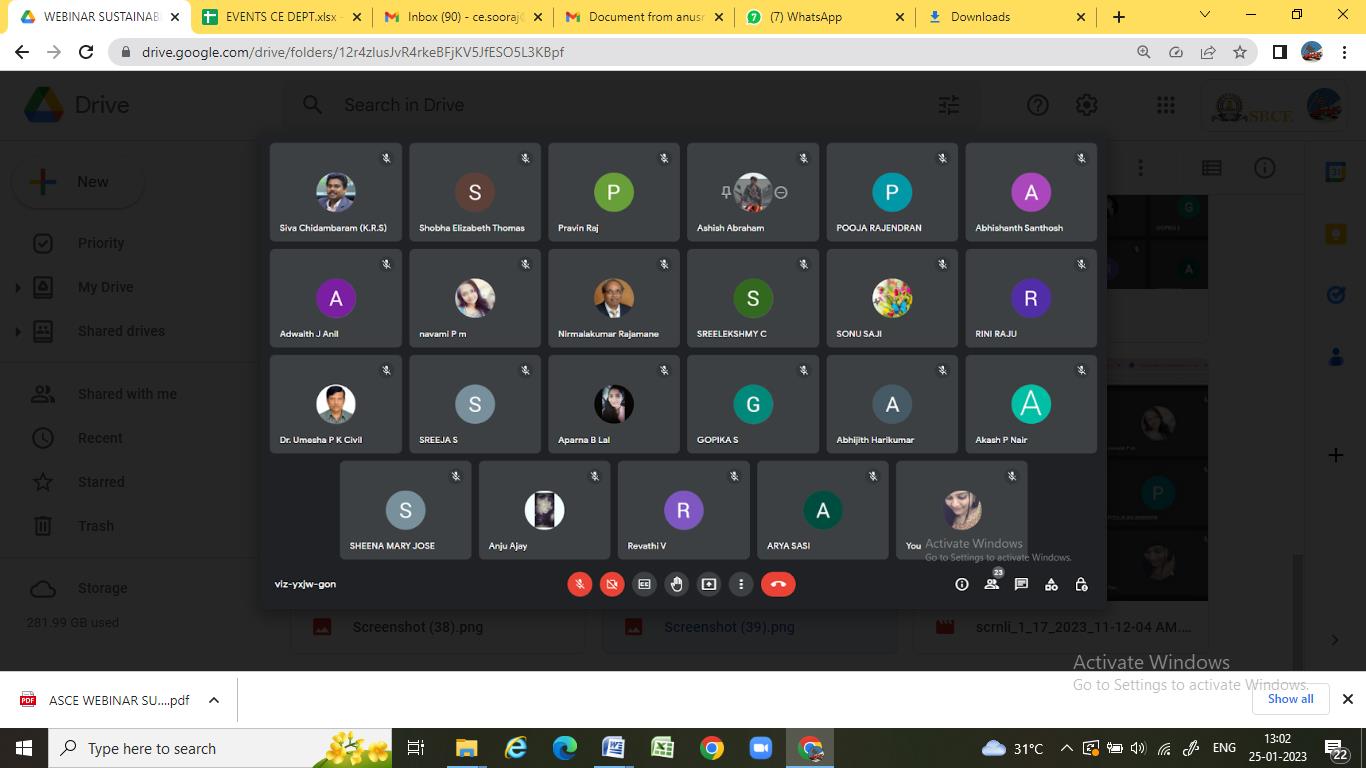 WEBINAR SUSTAINAB
EVENTS CE DEPT.xlsx -
Inbox (90) - ce.sooraj
Document from anusr
(7) WhatsApp
Downloads
drive.google.com/drive/folders/12r4zIusJvR4rkeBFjKV5JfESO5L3KBpf
Drive
Search in Drive
SBCE
New
Priority
My Drive
Shared drives
Shared with me
Recent
Starred
Trash
Storage
281.99 GB used
Siva Chidambaram (K.R.S)
S
Shobha Elizabeth Thomas
P
Pravin Raj
Ashish Abraham
P
POOJA RAJENDRAN
A
Abhishanth Santhosh
A
Adwaith J Anil
navami P m
Nirmalakumar Rajamane
S
SREELEKSHMY C
SONU SAJI
R
RINI RAJU
Dr. Umesha P K Civil
S
SREEJA S
Aparna B Lal
G
GOPIKA S
A
Abhijith Harikumar
A
Akash P Nair
S
SHEENA MARY JOSE
Anju Ajay
R
Revathi V
A
ARYA SASI
You
Activate Windows
Go to Settings to activate Windows.
viz-yxjw-gon
23
G
A
P
Screenshot (38).png
Screenshot (39).png
scrnli_1_17_2023_11-12-04 AM....
Activate Windows
Go to Settings to activate Windows.
PDF
ASCE WEBINAR SU....pdf
Show all
Type here to search
31°C
ENG
13:02
25-01-2023
22